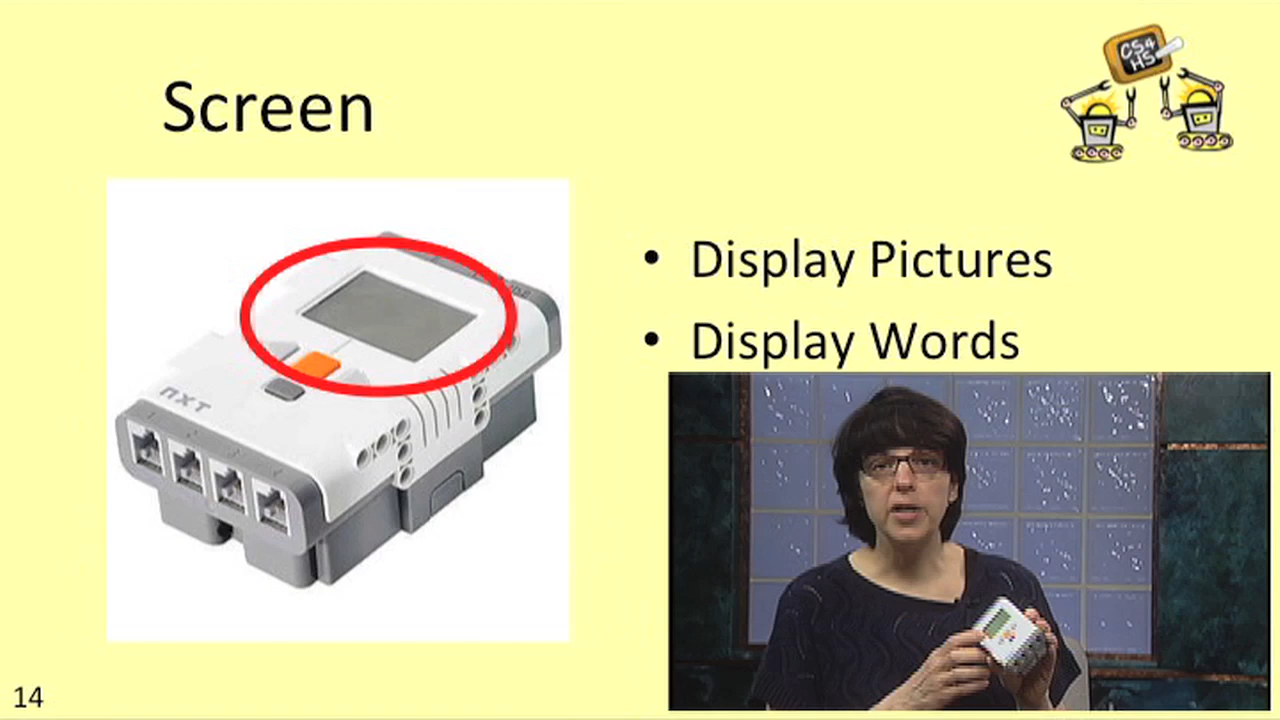 Screen
CS4
HS
• Display Pictures
• Display Words
nxt
14